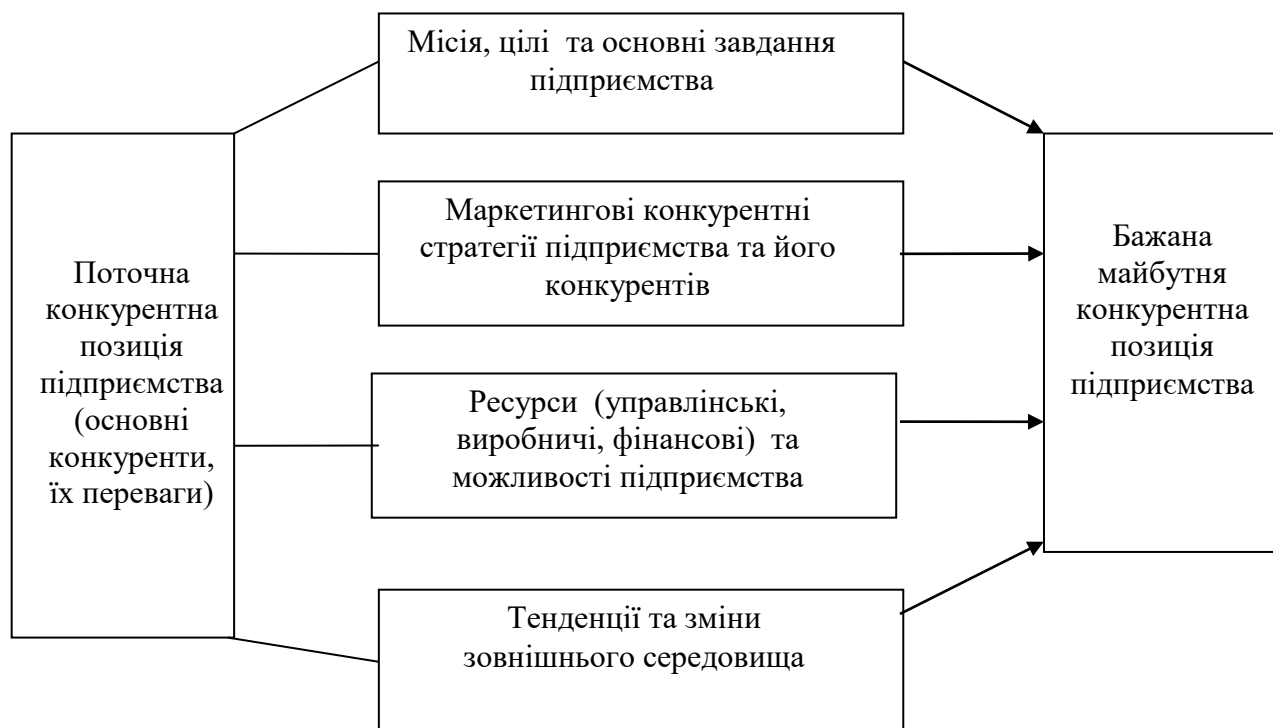 Місія, цілі та основні завдання
підприємства
Поточна
конкурентна
позиція
підприємства
(основні
конкуренти,
їх переваги)
Маркетингові конкурентні
стратегії підприємства та його
конкурентів
Ресурси (управлінські,
виробничі, фінансові) та
можливості підприємства
Тенденції та зміни
зовнішнього середовища
Бажана
майбутня
конкурентна
позиція
підприємства